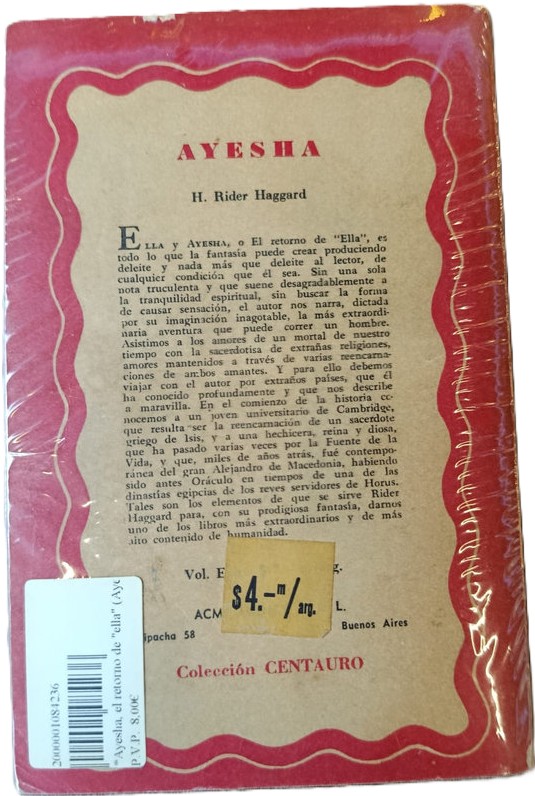 AYESHA
H. Rider Haggard
ELLA y AYESHA, o El retorno de "Ella", es
todo lo que la fantasía puede crear produciendo
deleite y nada más que deleite al lector, de
cualquier condición que él sea. Sin una sola
nota truculenta y que suene desagradablemente a
la tranquilidad espiritual, sin buscar la forma
de causar sensación, el autor nos narra, dictada
por su imaginación inagotable, la más extraordi-
naria aventura que puede correr un hombre.
Asistimos a los amores de un mortal de nuestro
tiempo con la sacerdotisa de extrañas religiones,
amores mantenidos a través de varias reencarna-
ciones de ambos amantes. Y para ello debemos
viajar con el autor por extraños países, que él
ha conocido profundamente y que nos describe
a maravilla. En el comienzo de la historia co-
nocemos a un joven universitario de Cambridge,
que resulta ser la reencarnación de un sacerdote
griego de Isis, y a una hechicera, reina y diosa,
que ha pasado varias veces por la Fuente de la
Vida, y que, miles de años atrás, fué contempo-
ránea del gran Alejandro de Macedonia, habiendo
sido antes Oráculo en tiempos de una de las
dinastías egipcias de los reyes servidores de Horus.
Tales son los elementos de que se sirve Rider
Haggard para, con su prodigiosa fantasía, darnos
uno de los libros más extraordinarios y de más
alto contenido de humanidad.
Vol. E g.
$4.-m/arg.
ACM L.
ipacha 58 Buenos Aires
Colección CENTAURO
2000001084236
"Ayesha, el retorno de "ella" (Aye
P.V.P. 8,00€